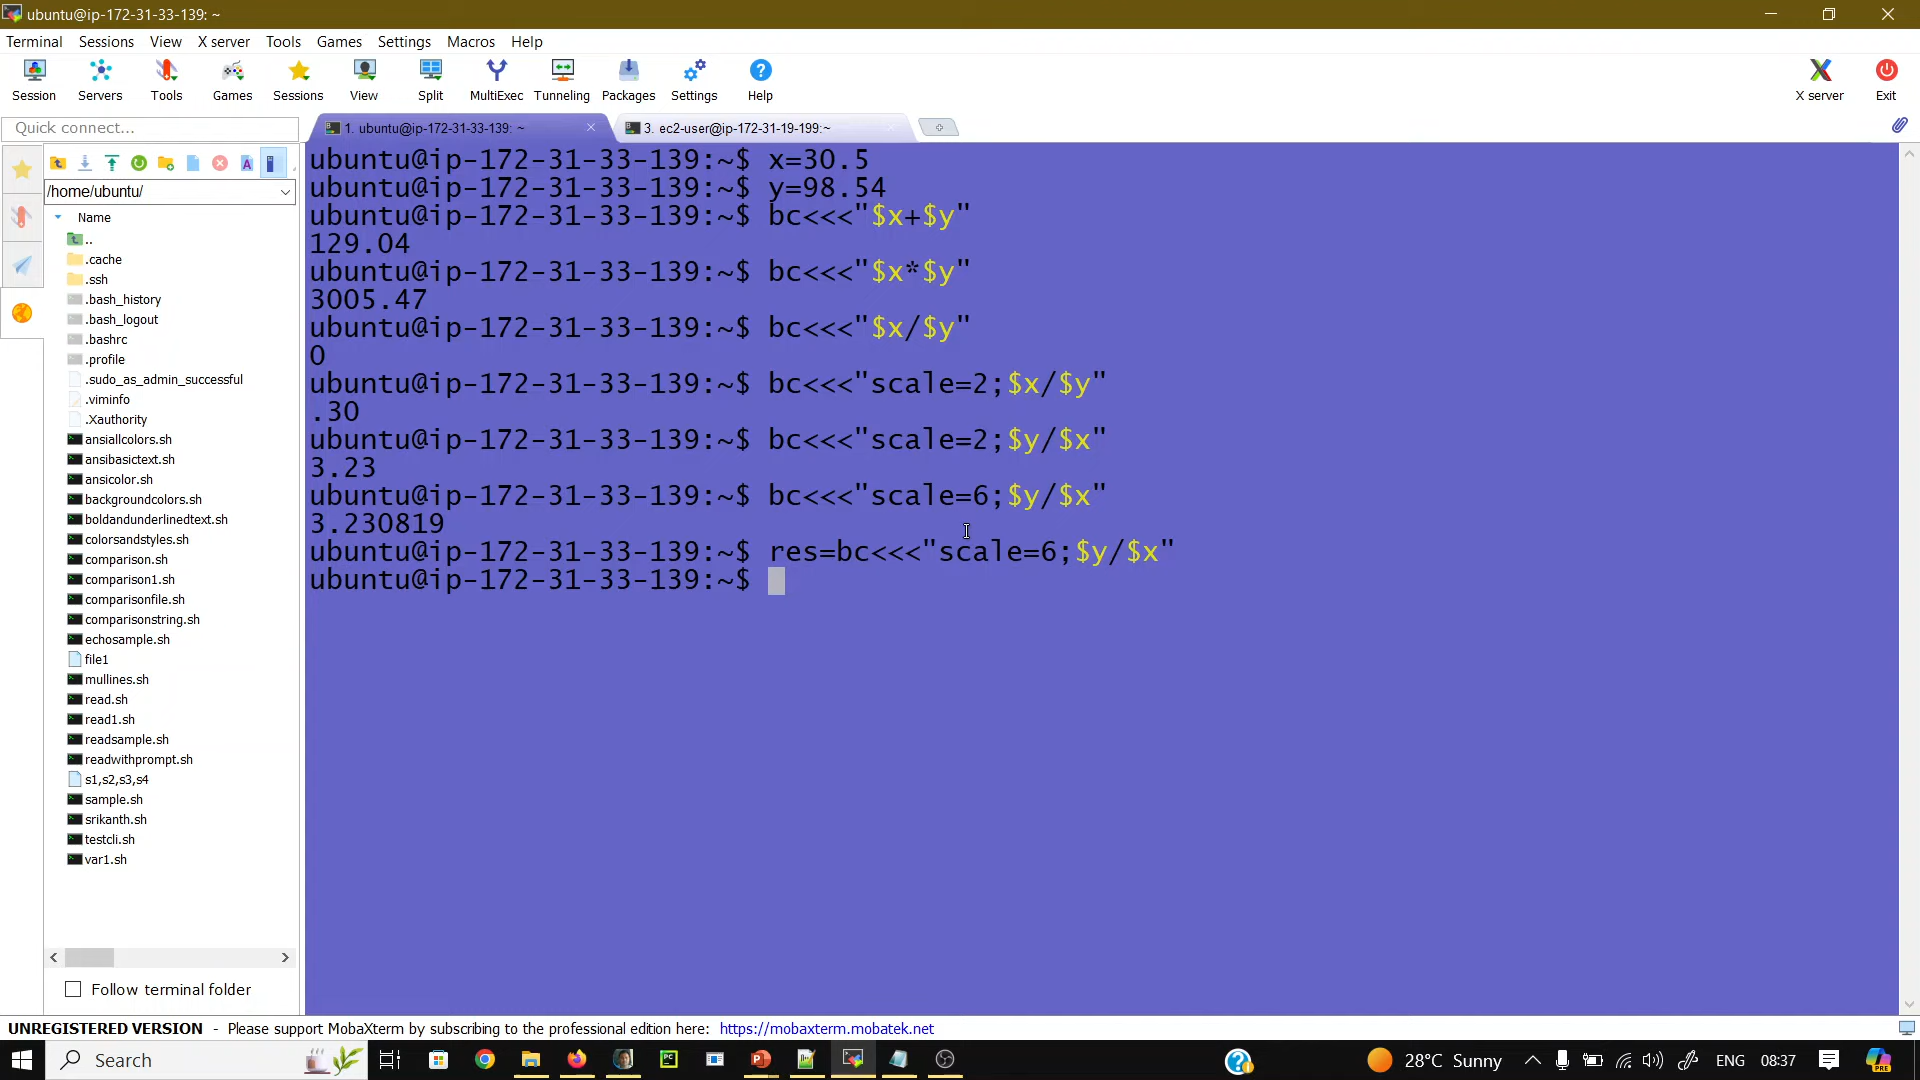 ubuntu@ip-172-31-33-139: ~
Terminal Sessions View X server Tools Games Settings Macros Help
Session Servers Tools Games Sessions View Split MultiExec Tunneling Packages Settings Help X server Exit
Quick connect...
1. ubuntu@ip-172-31-33-139: ~
3. ec2-user@ip-172-31-19-199:~
/home/ubuntu/
Name
..
.cache
.ssh
.bash_history
.bash_logout
.bashrc
.profile
.sudo_as_admin_successful
.viminfo
.Xauthority
ansiallcolors.sh
ansibasictext.sh
ansicolor.sh
backgroundcolors.sh
boldandunderlinedtext.sh
colorsandstyles.sh
comparison.sh
comparison1.sh
comparisonfile.sh
comparisonstring.sh
echosample.sh
file1
mullines.sh
read.sh
read1.sh
readsample.sh
readwithprompt.sh
s1,s2,s3,s4
sample.sh
srikanth.sh
testcli.sh
var1.sh
Follow terminal folder
ubuntu@ip-172-31-33-139:~$ x=30.5
ubuntu@ip-172-31-33-139:~$ y=98.54
ubuntu@ip-172-31-33-139:~$ bc<<<"$x+$y"
129.04
ubuntu@ip-172-31-33-139:~$ bc<<<"$x*$y"
3005.47
ubuntu@ip-172-31-33-139:~$ bc<<<"$x/$y"
0
ubuntu@ip-172-31-33-139:~$ bc<<<"scale=2;$x/$y"
.30
ubuntu@ip-172-31-33-139:~$ bc<<<"scale=2;$y/$x"
3.23
ubuntu@ip-172-31-33-139:~$ bc<<<"scale=6;$y/$x"
3.230819
ubuntu@ip-172-31-33-139:~$ res=bc<<<"scale=6;$y/$x"
ubuntu@ip-172-31-33-139:~$
UNREGISTERED VERSION - Please support MobaXterm by subscribing to the professional edition here: https://mobaxterm.mobatek.net
Search 28°C Sunny ENG 08:37